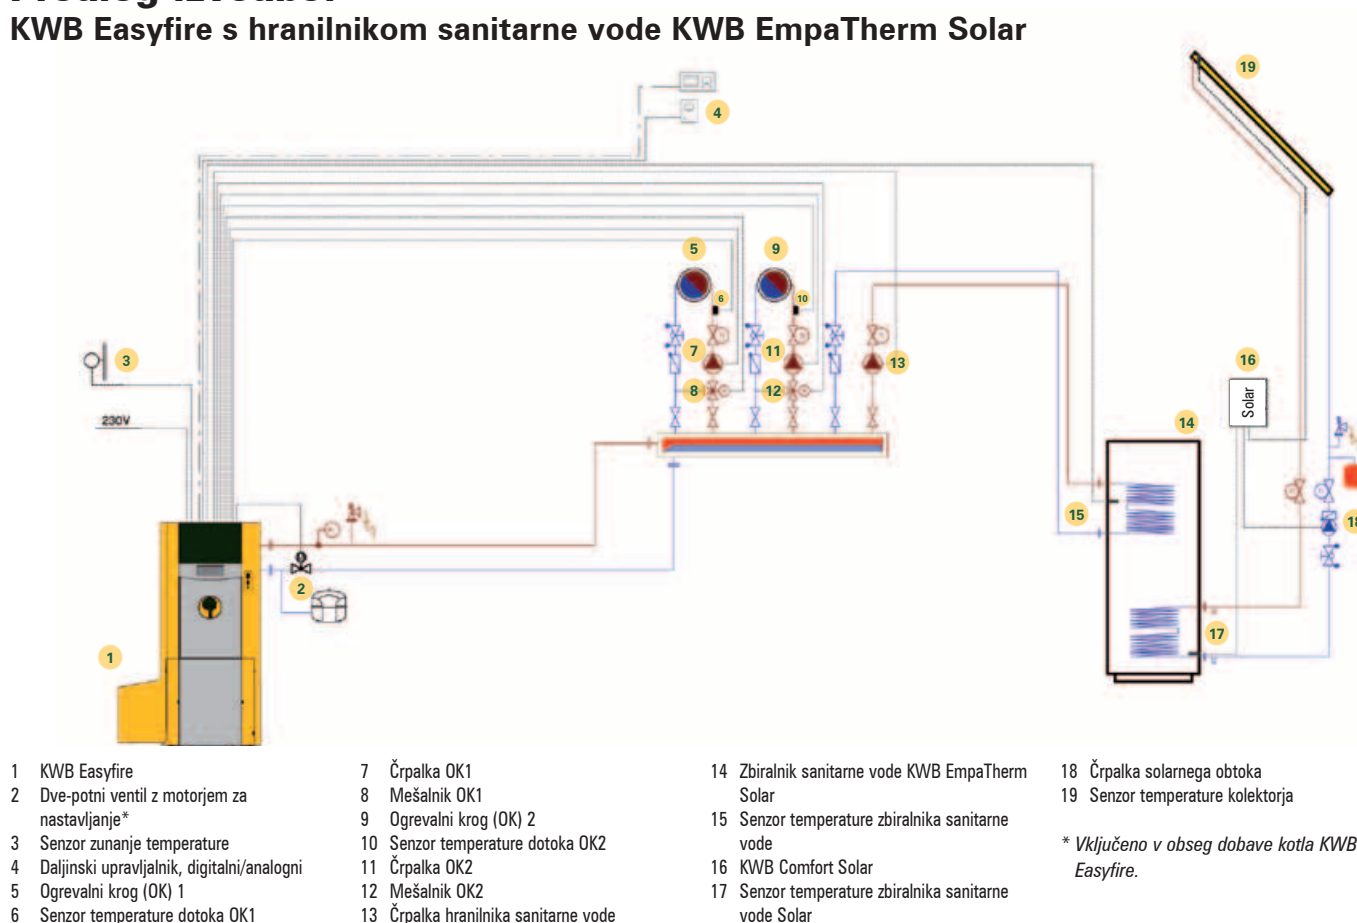 KWB Easyfire s hranilnikom sanitarne vode KWB EmpaTherm Solar
19
4
5
9
6
10
3
7
11
13
16
230V
8
12
Solar
14
15
18
2
17
1
1 KWB Easyfire
2 Dve-potni ventil z motorjem za
nastavljanje*
3 Senzor zunanje temperature
4 Daljinski upravljalnik, digitalni/analogni
5 Ogrevalni krog (OK) 1
6 Senzor temperature dotoka OK1
7 Črpalka OK1
8 Mešalnik OK1
9 Ogrevalni krog (OK) 2
10 Senzor temperature dotoka OK2
11 Črpalka OK2
12 Mešalnik OK2
13 Črpalka hranilnika sanitarne vode
14 Zbiralnik sanitarne vode KWB EmpaTherm
Solar
15 Senzor temperature zbiralnika sanitarne
vode
16 KWB Comfort Solar
17 Senzor temperature zbiralnika sanitarne
vode Solar
18 Črpalka solarnega obtoka
19 Senzor temperature kolektorja
* Vključeno v obseg dobave kotla KWB
Easyfire.